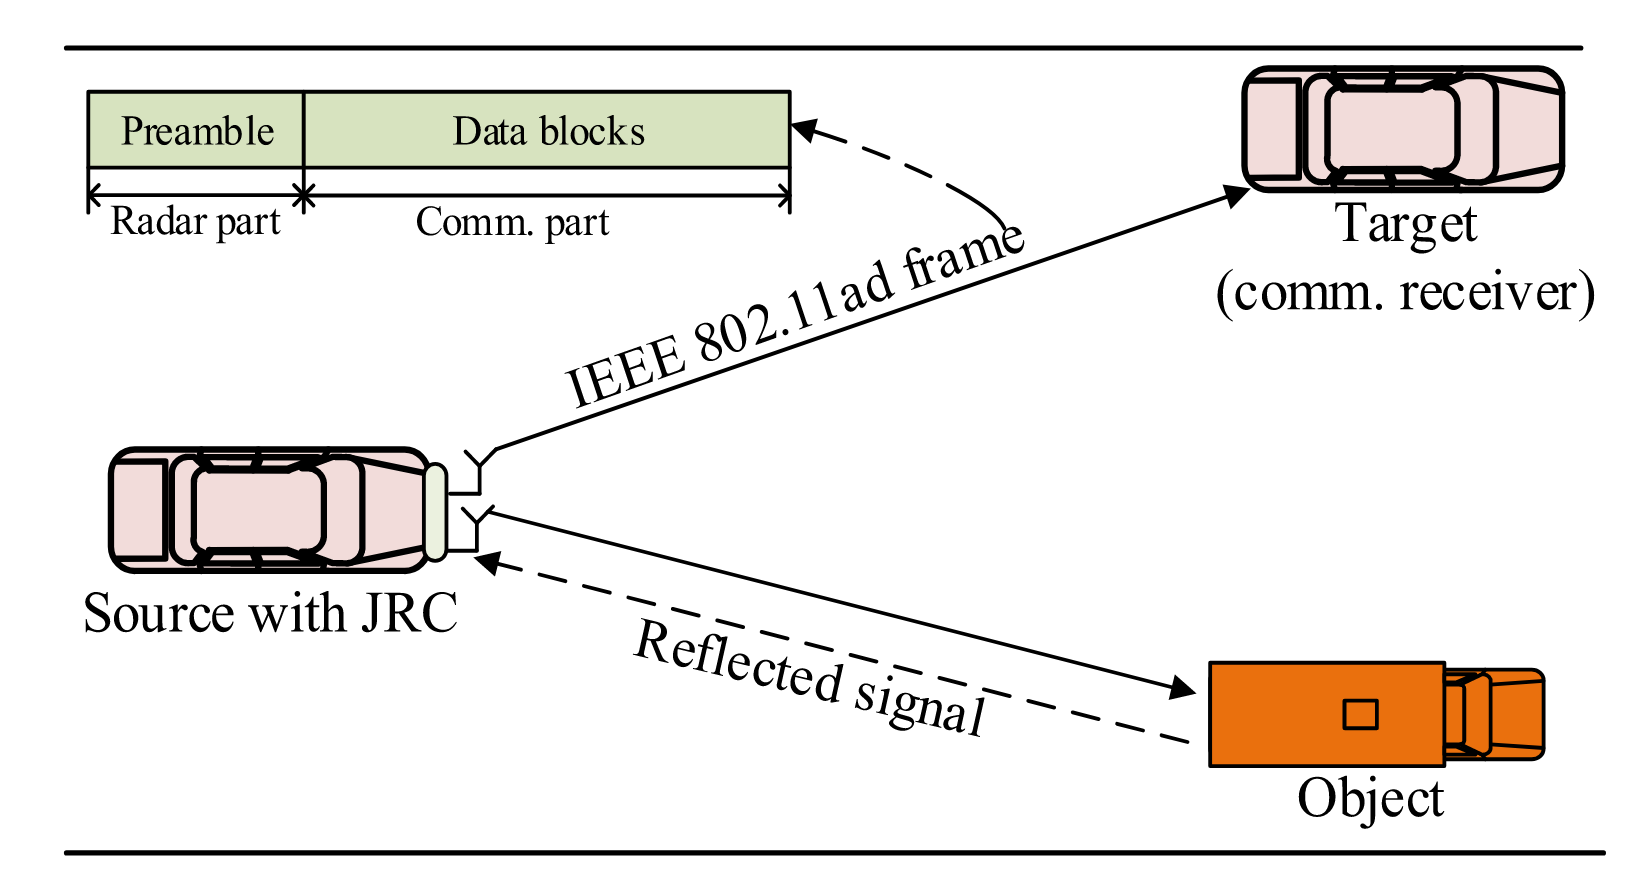 Preamble
Data blocks
Radar part
Comm. part
IEEE 802.11ad frame
Target
(comm. receiver)
Source with JRC
Reflected signal
Object